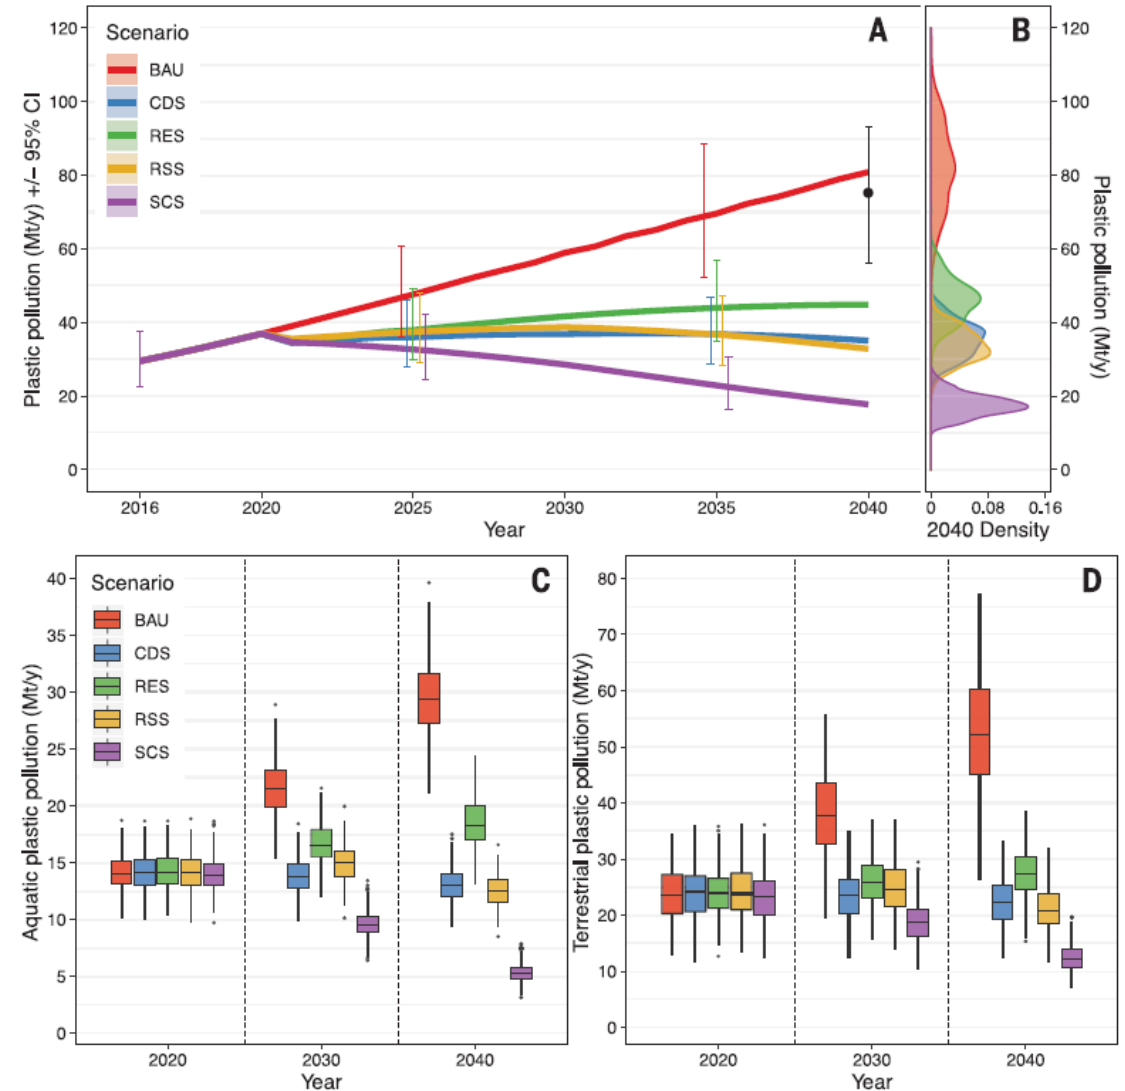 A
B
Scenario
BAU
CDS
RES
RSS
SCS
Plastic pollution (Mt/y) +/− 95% CI
120
100
80
60
40
20
0
2016 2020 2025 2030 2035 2040
Year
120
100
80
60
40
20
0
Plastic pollution (Mt/y)
0 0.08 0.16
2040 Density
C
Scenario
BAU
CDS
RES
RSS
SCS
Aquatic plastic pollution (Mt/y)
40
35
30
25
20
15
10
5
0
2020 2030 2040
Year
D
Terrestrial plastic pollution (Mt/y)
80
70
60
50
40
30
20
10
0
2020 2030 2040
Year